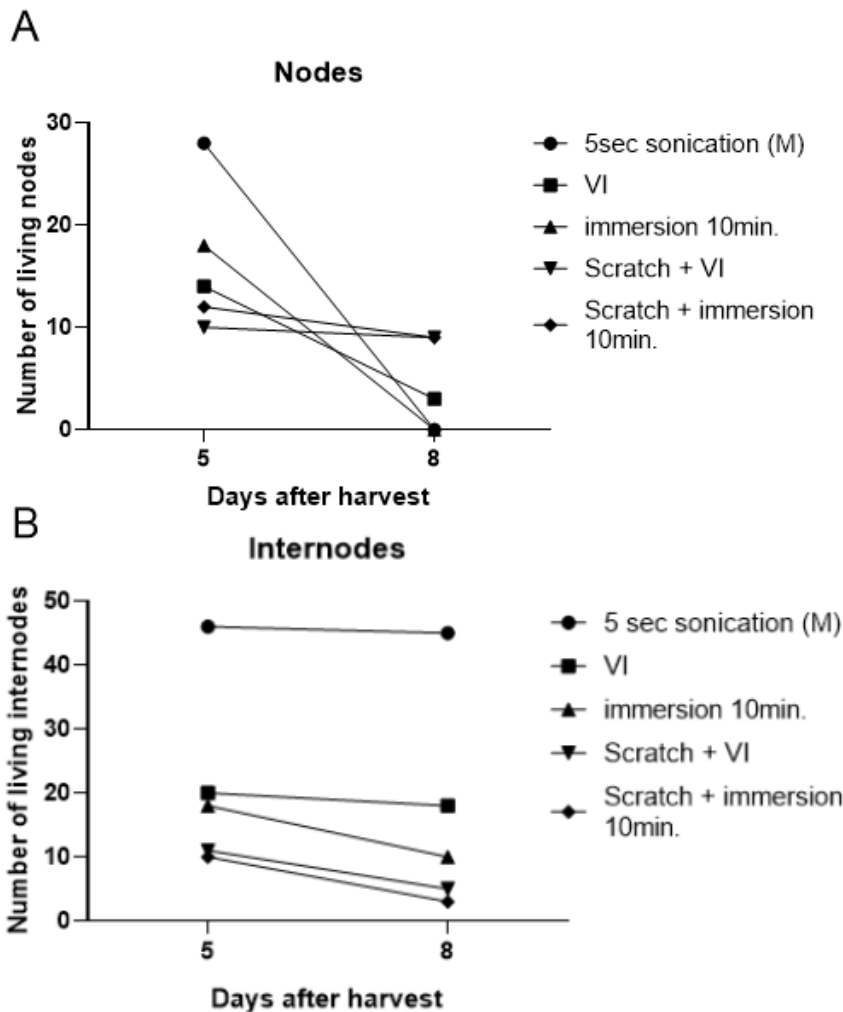 A
Nodes
30
20
10
0
Number of living nodes
5
8
Days after harvest
5sec sonication (M)
VI
immersion 10min.
Scratch + VI
Scratch + immersion
10min.
B
Internodes
50
40
30
20
10
0
Number of living internodes
5
8
Days after harvest
5 sec sonication (M)
VI
immersion 10min.
Scratch + VI
Scratch + immersion
10min.